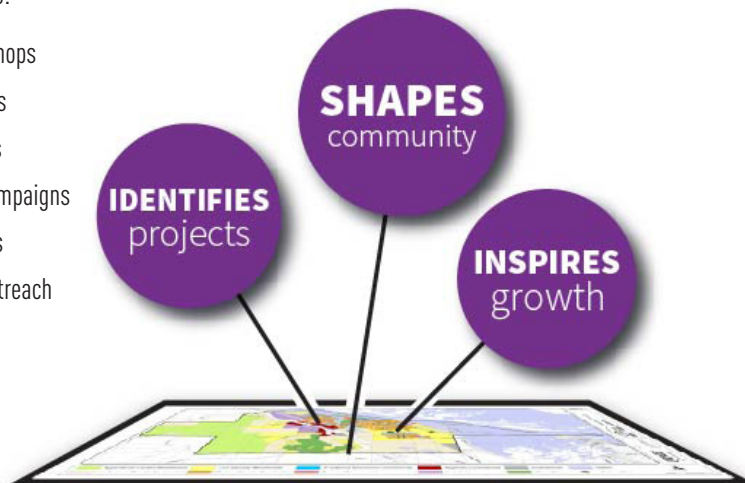 hops
s
s
mpaigns
s
treach
SHAPES
community
IDENTIFIES
projects
INSPIRES
growth